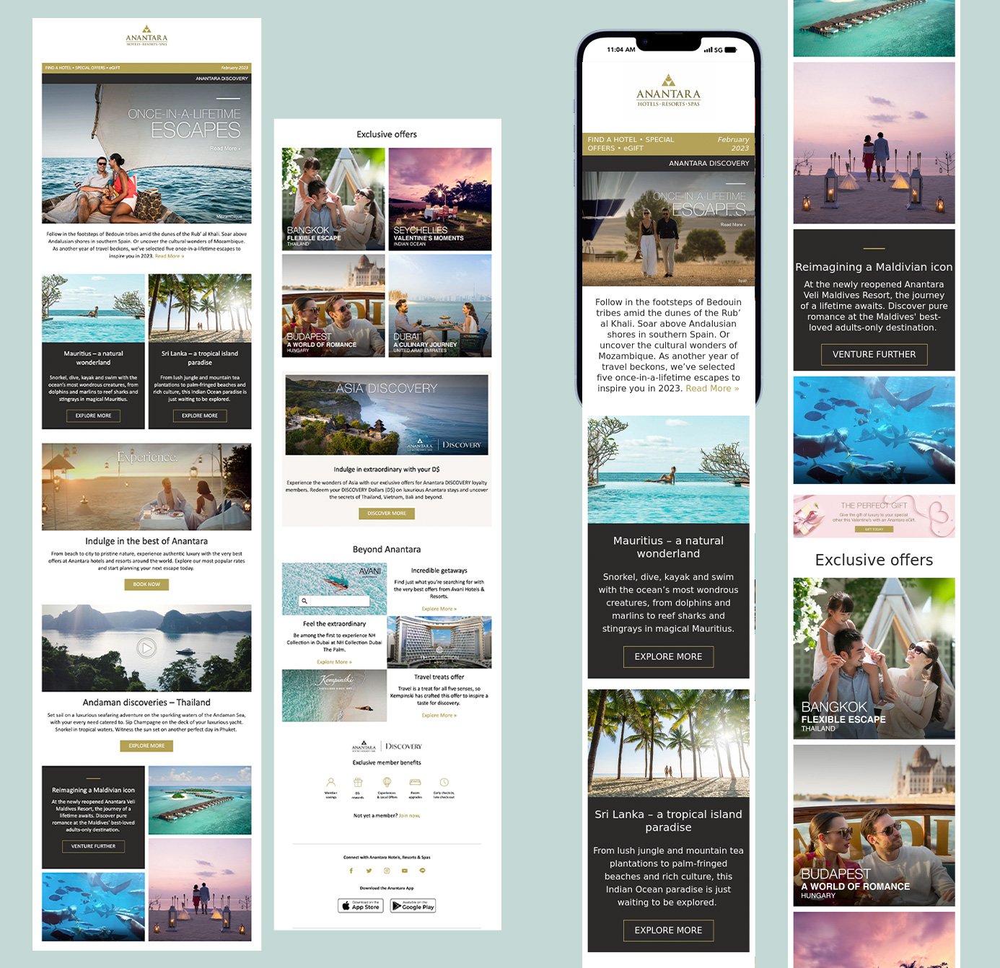 ANANTARA
HOTELS • RESORTS • SPAS
FIND A HOTEL • SPECIAL OFFERS • eGIFT
February 2023
ANANTARA DISCOVERY
ONCE-IN-A-LIFETIME
ESCAPES
Read More »
Mozambique
Follow in the footsteps of Bedouin tribes amid the dunes of the Rub' al Khali. Soar above
Andalusian shores in southern Spain. Or uncover the cultural wonders of Mozambique.
As another year of travel beckons, we've selected five once-in-a-lifetime escapes to
inspire you in 2023. Read More »
Mauritius – a natural
wonderland
Snorkel, dive, kayak and swim with the
ocean's most wondrous creatures, from
dolphins and marlins to reef sharks and
stingrays in magical Mauritius.
EXPLORE MORE
Sri Lanka – a tropical island
paradise
From lush jungle and mountain tea
plantations to palm-fringed beaches and
rich culture, this Indian Ocean paradise is
just waiting to be explored.
EXPLORE MORE
Experience.
Indulge in the best of Anantara
From beach to city to pristine nature, experience authentic luxury with the very best
offers at Anantara hotels and resorts around the world. Explore our most popular rates
and start planning your next escape today.
BOOK NOW
Andaman discoveries – Thailand
Set sail on a luxurious seafaring adventure on the sparkling waters of the Andaman Sea,
with your every need catered to. Sip Champagne on the deck of your luxurious yacht.
Snorkel in tropical waters. Witness the sun set on another perfect day in Phuket.
EXPLORE MORE
Reimagining a Maldivian icon
At the newly reopened Anantara Veli
Maldives Resort, the journey of a
lifetime awaits. Discover pure
romance at the Maldives' best-loved
adults-only destination.
VENTURE FURTHER
Exclusive offers
BANGKOK
FLEXIBLE ESCAPE
THAILAND
SEYCHELLES
VALENTINE'S MOMENTS
INDIAN OCEAN
BUDAPEST
A WORLD OF ROMANCE
HUNGARY
DUBAI
A CULINARY JOURNEY
UNITED ARAB EMIRATES
ASIA DISCOVERY
ANANTARA
DISCOVERY
Indulge in extraordinary with your D$
Experience the wonders of Asia with our exclusive offers for Anantara DISCOVERY loyalty
members. Redeem your DISCOVERY Dollars (D$) on luxurious Anantara stays and uncover
the secrets of Thailand, Vietnam, Bali and beyond.
DISCOVER MORE
Beyond Anantara
AVANI
Incredible getaways
Find just what you're searching for with
the very best offers from Avani Hotels &
Resorts.
Explore More »
Feel the extraordinary
Be among the first to experience NH
Collection in Dubai at NH Collection Dubai
The Palm.
Explore More »
NH COLLECTION
Kempinski
Travel treats offer
Travel is a treat for all five senses, so
Kempinski has crafted this offer to inspire a
taste for discovery.
Explore More »
ANANTARA
DISCOVERY
Exclusive member benefits
Member
savings
D$
rewards
Experiences
& Local Offers
Room
upgrades
Early check-in,
late checkout
Not yet a member? Join now.
Connect with Anantara Hotels, Resorts & Spas
Download the Anantara App
Download on the
App Store
Available on the
Google Play
11:04 AM
5G
ANANTARA
HOTELS • RESORTS • SPAS
FIND A HOTEL • SPECIAL
OFFERS • eGIFT
February
2023
ANANTARA DISCOVERY
ONCE-IN-A-LIFETIME
ESCAPES
Read More »
Follow in the footsteps of Bedouin
tribes amid the dunes of the Rub'
al Khali. Soar above Andalusian
shores in southern Spain. Or
uncover the cultural wonders of
Mozambique. As another year of
travel beckons, we've selected
five once-in-a-lifetime escapes to
inspire you in 2023. Read More »
Mauritius – a natural
wonderland
Snorkel, dive, kayak and swim
with the ocean's most wondrous
creatures, from dolphins and
marlins to reef sharks and
stingrays in magical Mauritius.
EXPLORE MORE
Sri Lanka – a tropical island
paradise
From lush jungle and mountain tea
plantations to palm-fringed
beaches and rich culture, this
Indian Ocean paradise is just
waiting to be explored.
EXPLORE MORE
Reimagining a Maldivian icon
At the newly reopened Anantara
Veli Maldives Resort, the journey
of a lifetime awaits. Discover pure
romance at the Maldives' best-
loved adults-only destination.
VENTURE FURTHER
THE PERFECT GIFT
Give the gift of luxury to your special
other this Valentine's with an Anantara eGift.
GIFT TODAY
Exclusive offers
BANGKOK
FLEXIBLE ESCAPE
THAILAND
BUDAPEST
A WORLD OF ROMANCE
HUNGARY